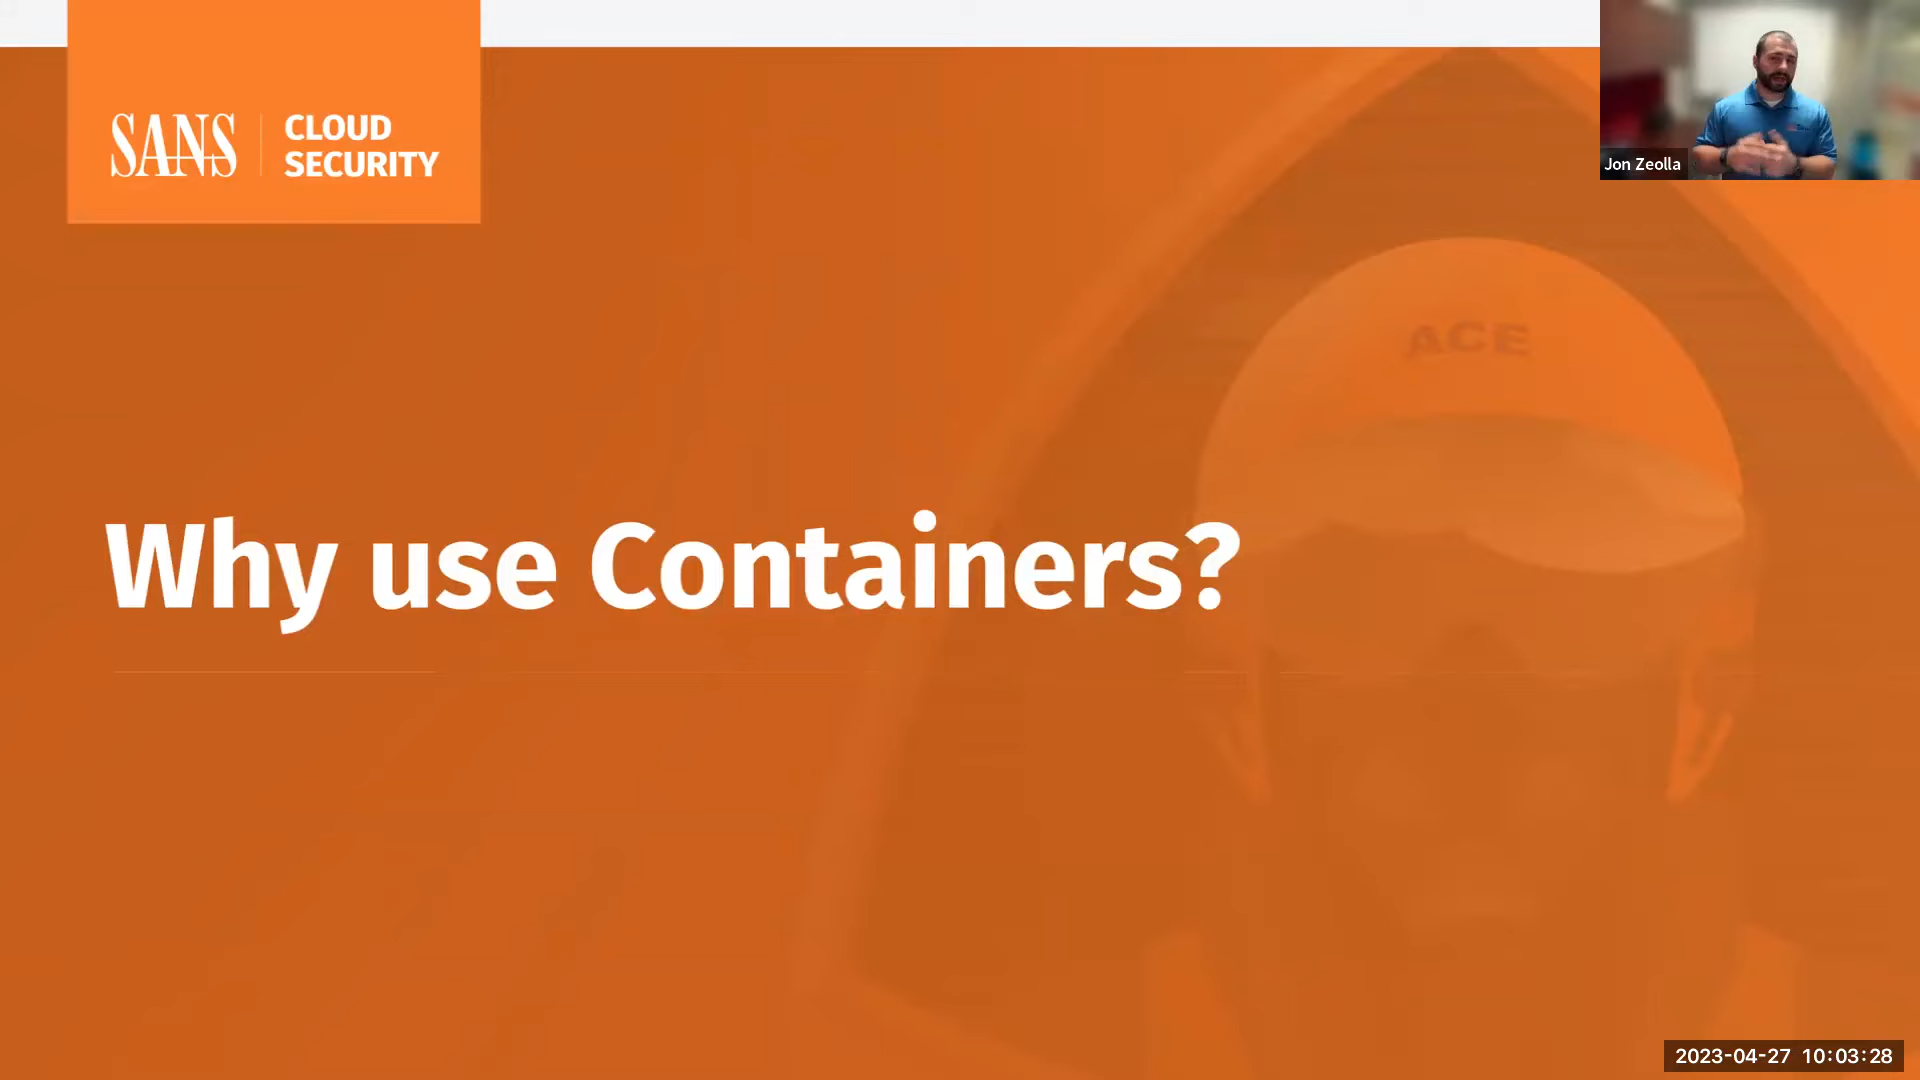 SANS
CLOUD
SECURITY
Jon Zeolla
ACE
Why use Containers?
2023-04-27 10:03:28